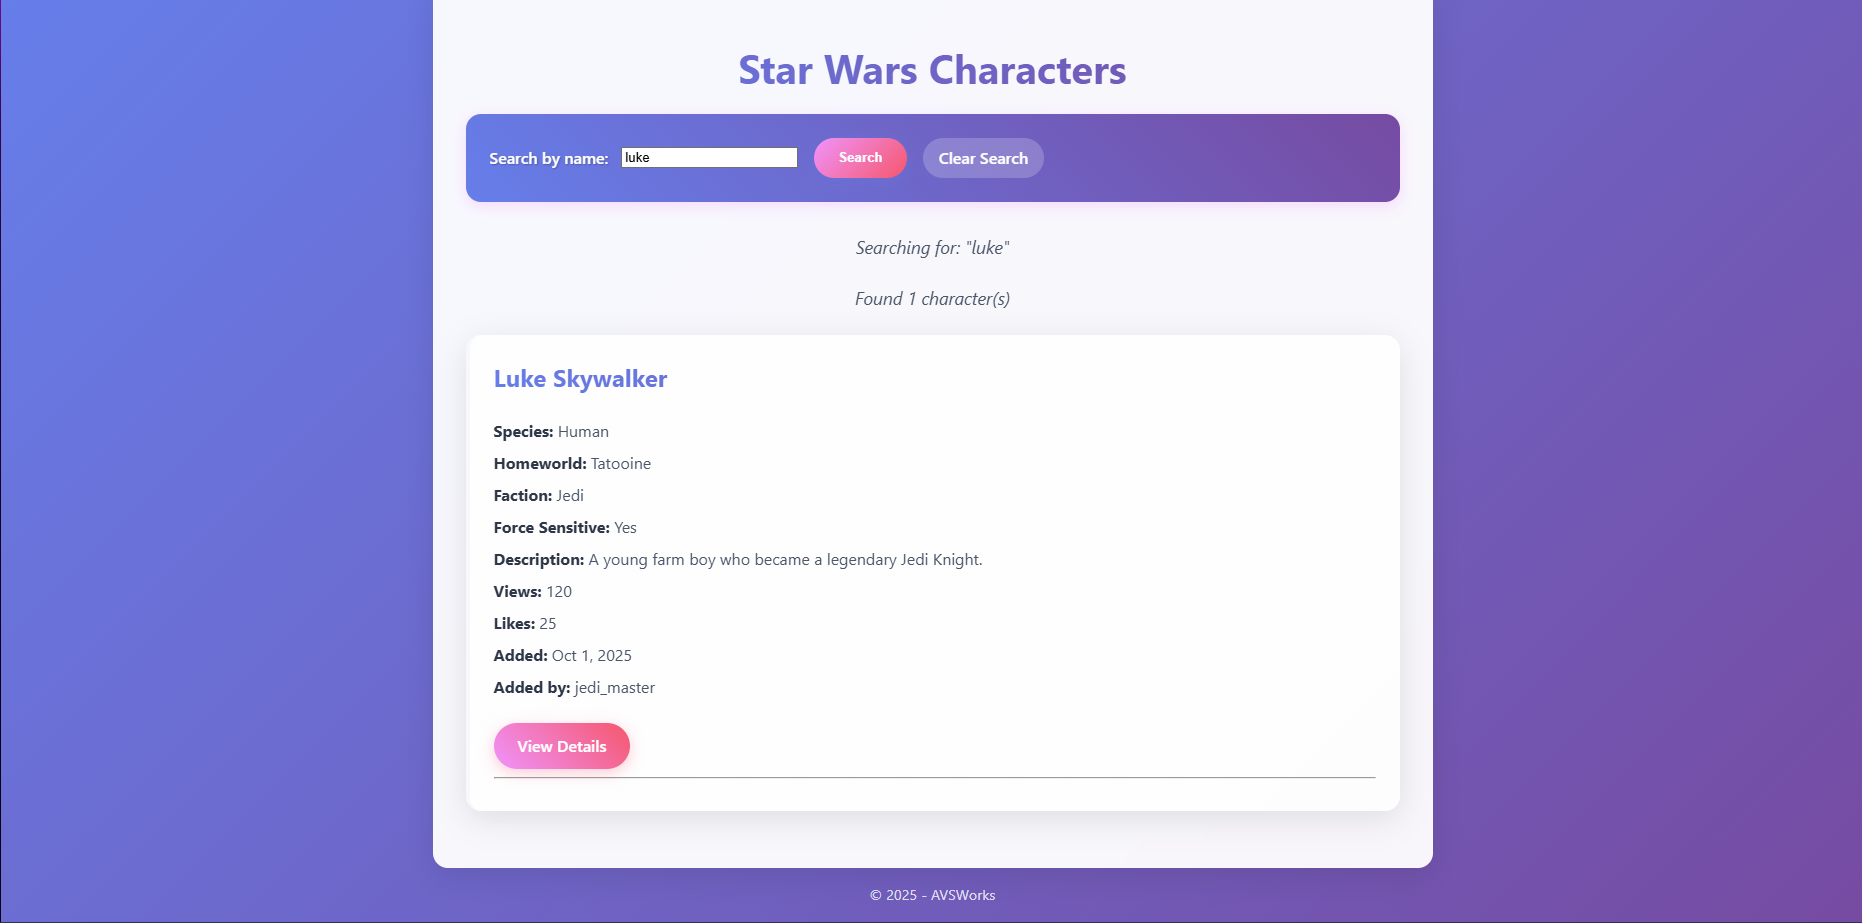 Star Wars Characters
Search by name: luke Search Clear Search
Searching for: "luke"
Found 1 character(s)
Luke Skywalker
Species: Human
Homeworld: Tatooine
Faction: Jedi
Force Sensitive: Yes
Description: A young farm boy who became a legendary Jedi Knight.
Views: 120
Likes: 25
Added: Oct 1, 2025
Added by: jedi_master
View Details
© 2025 - AVSWorks